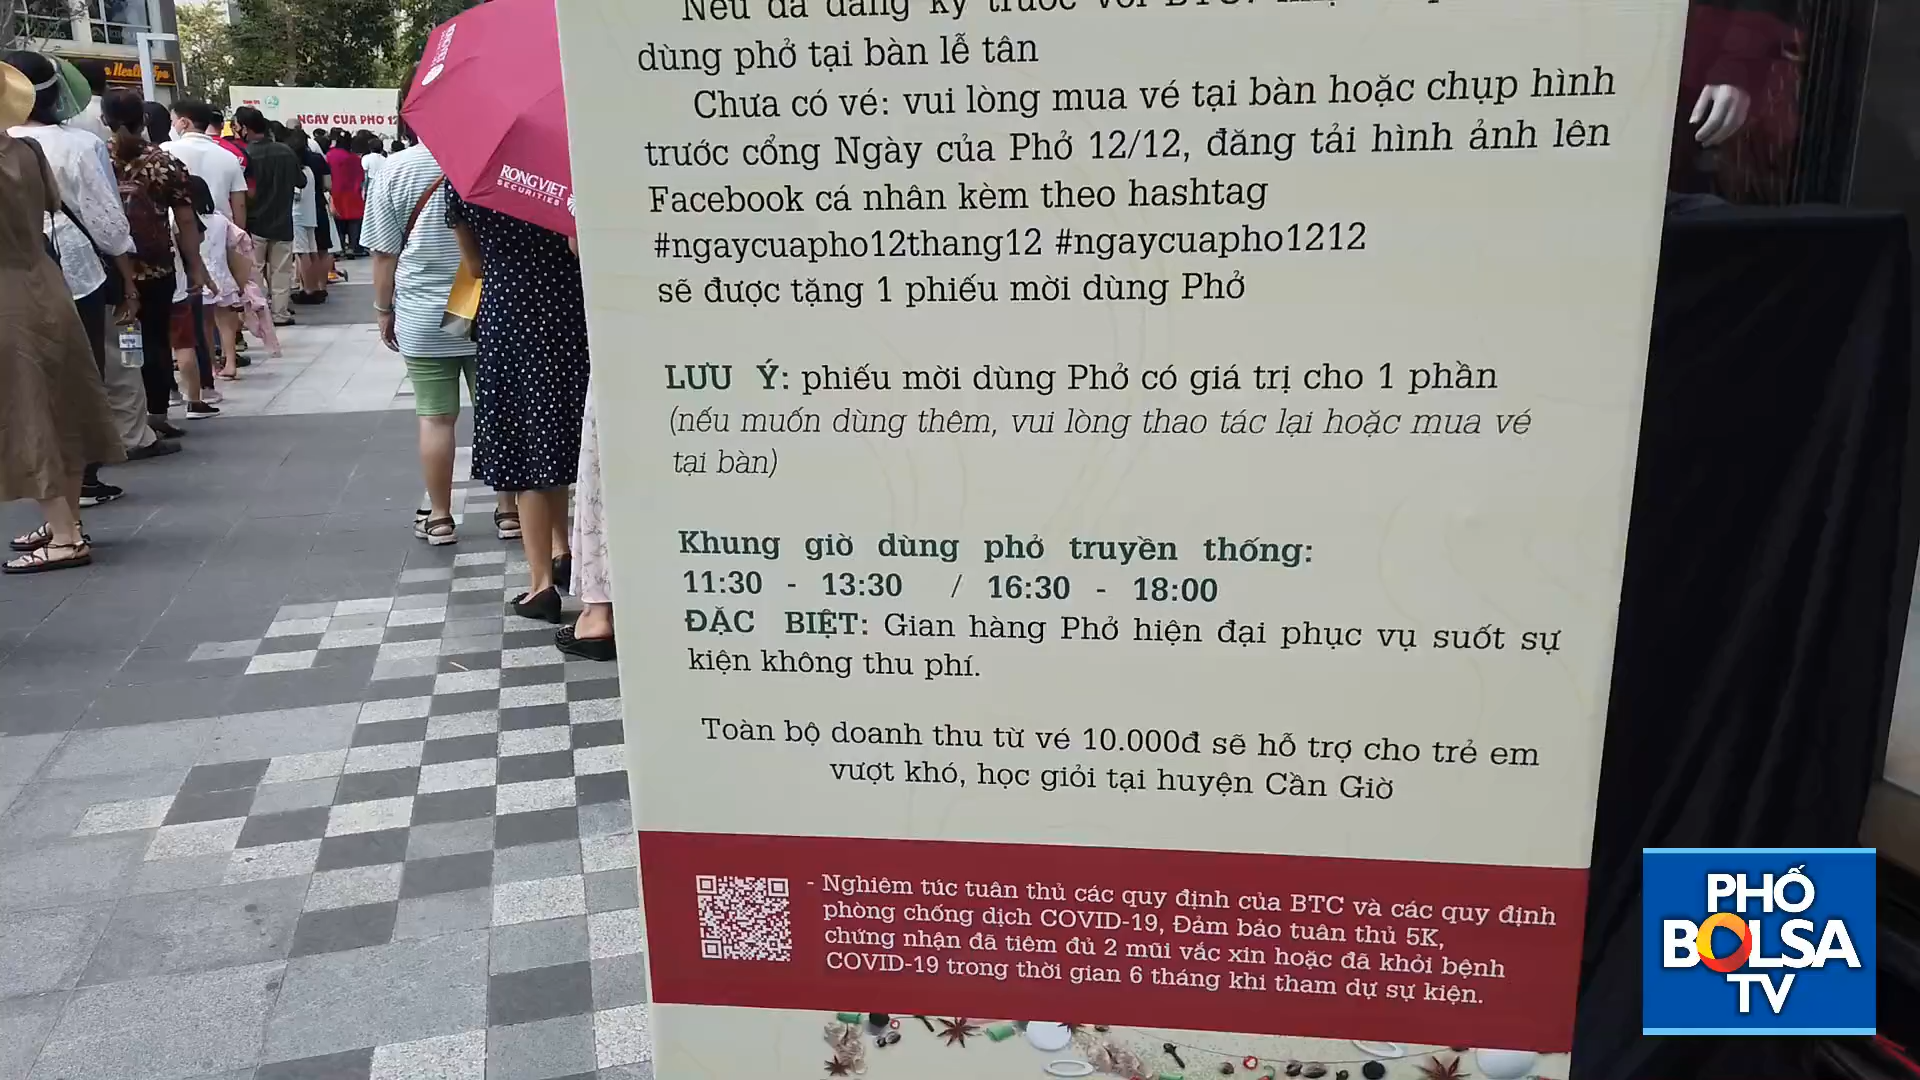 dùng phở tại bàn lễ tân
Chưa có vé: vui lòng mua vé tại bàn hoặc chụp hình
trước cổng Ngày của Phở 12/12, đăng tải hình ảnh lên
Facebook cá nhân kèm theo hashtag
#ngaycuapho12thang12 #ngaycuapho1212
sẽ được tặng 1 phiếu mời dùng Phở
LƯU Ý: phiếu mời dùng Phở có giá trị cho 1 phần
(nếu muốn dùng thêm, vui lòng thao tác lại hoặc mua vé
tại bàn)
Khung giờ dùng phở truyền thống:
11:30 - 13:30 / 16:30 - 18:00
ĐẶC BIỆT: Gian hàng Phở hiện đại phục vụ suốt sự
kiện không thu phí.
Toàn bộ doanh thu từ vé 10.000đ sẽ hỗ trợ cho trẻ em
vượt khó, học giỏi tại huyện Cần Giờ
- Nghiêm túc tuân thủ các quy định của BTC và các quy định
phòng chống dịch COVID-19, Đảm bảo tuân thủ 5K,
chứng nhận đã tiêm đủ 2 mũi vắc xin hoặc đã khỏi bệnh
COVID-19 trong thời gian 6 tháng khi tham dự sự kiện.
NGÀY CỦA PHỞ 12
RONG VIET
SECURITIES
PHỐ
BOLSA
TV